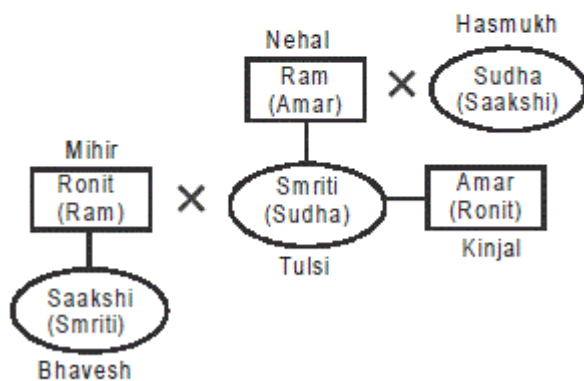 Hasmukh
Nehal
Ram
(Amar)
×
Sudha
(Saakshi)
Mihir
Ronit
(Ram)
×
Smriti
(Sudha)
Amar
(Ronit)
Tulsi
Kinjal
Saakshi
(Smriti)
Bhavesh